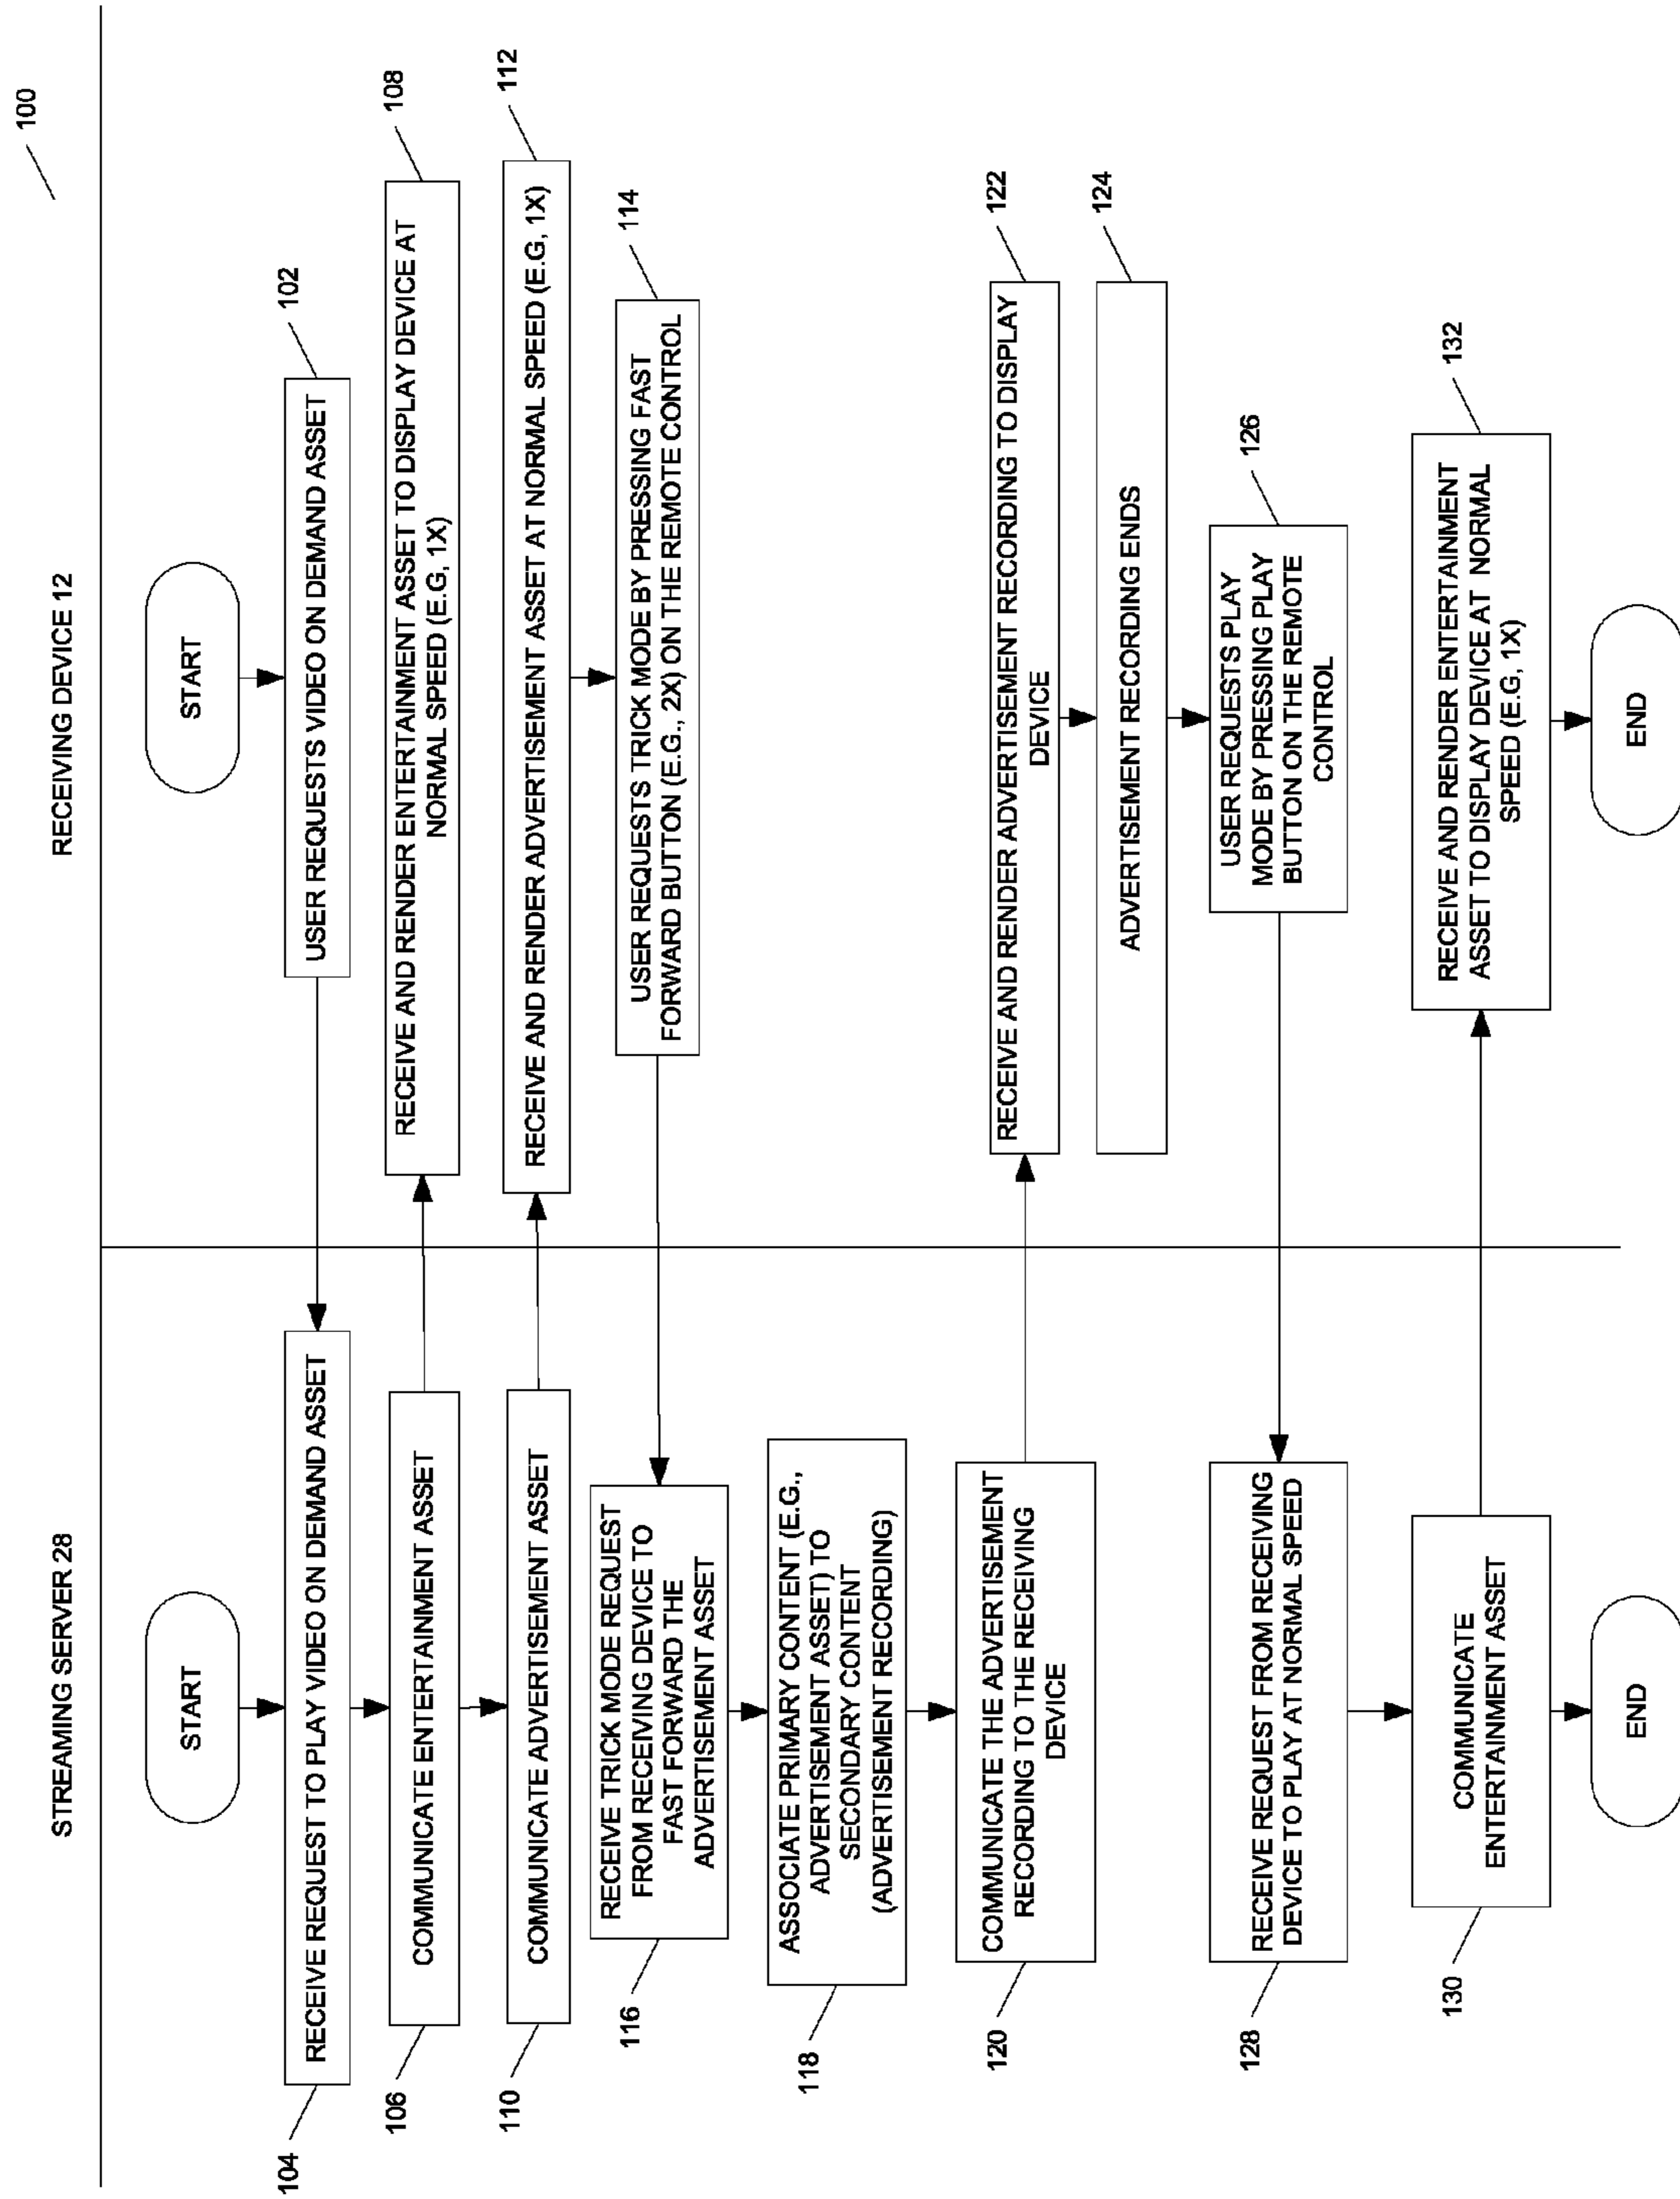 100
STREAMING SERVER 28
RECEIVING DEVICE 12
START
START
USER REQUESTS VIDEO ON DEMAND ASSET
102
104
RECEIVE REQUEST TO PLAY VIDEO ON DEMAND ASSET
106
COMMUNICATE ENTERTAINMENT ASSET
RECEIVE AND RENDER ENTERTAINMENT ASSET TO DISPLAY DEVICE AT
NORMAL SPEED (E.G, 1X)
108
110
COMMUNICATE ADVERTISEMENT ASSET
RECEIVE AND RENDER ADVERTISEMENT ASSET AT NORMAL SPEED (E.G, 1X)
112
USER REQUESTS TRICK MODE BY PRESSING FAST
FORWARD BUTTON (E.G., 2X) ON THE REMOTE CONTROL
114
116
RECEIVE TRICK MODE REQUEST
FROM RECEIVING DEVICE TO
FAST FORWARD THE
ADVERTISEMENT ASSET
118
ASSOCIATE PRIMARY CONTENT (E.G.,
ADVERTISEMENT ASSET) TO
SECONDARY CONTENT
(ADVERTISEMENT RECORDING)
120
COMMUNICATE THE ADVERTISEMENT
RECORDING TO THE RECEIVING
DEVICE
RECEIVE AND RENDER ADVERTISEMENT RECORDING TO DISPLAY
DEVICE
122
ADVERTISEMENT RECORDING ENDS
124
USER REQUESTS PLAY
MODE BY PRESSING PLAY
BUTTON ON THE REMOTE
CONTROL
126
128
RECEIVE REQUEST FROM RECEIVING
DEVICE TO PLAY AT NORMAL SPEED
130
COMMUNICATE
ENTERTAINMENT ASSET
RECEIVE AND RENDER ENTERTAINMENT
ASSET TO DISPLAY DEVICE AT NORMAL
SPEED (E.G, 1X)
132
END
END